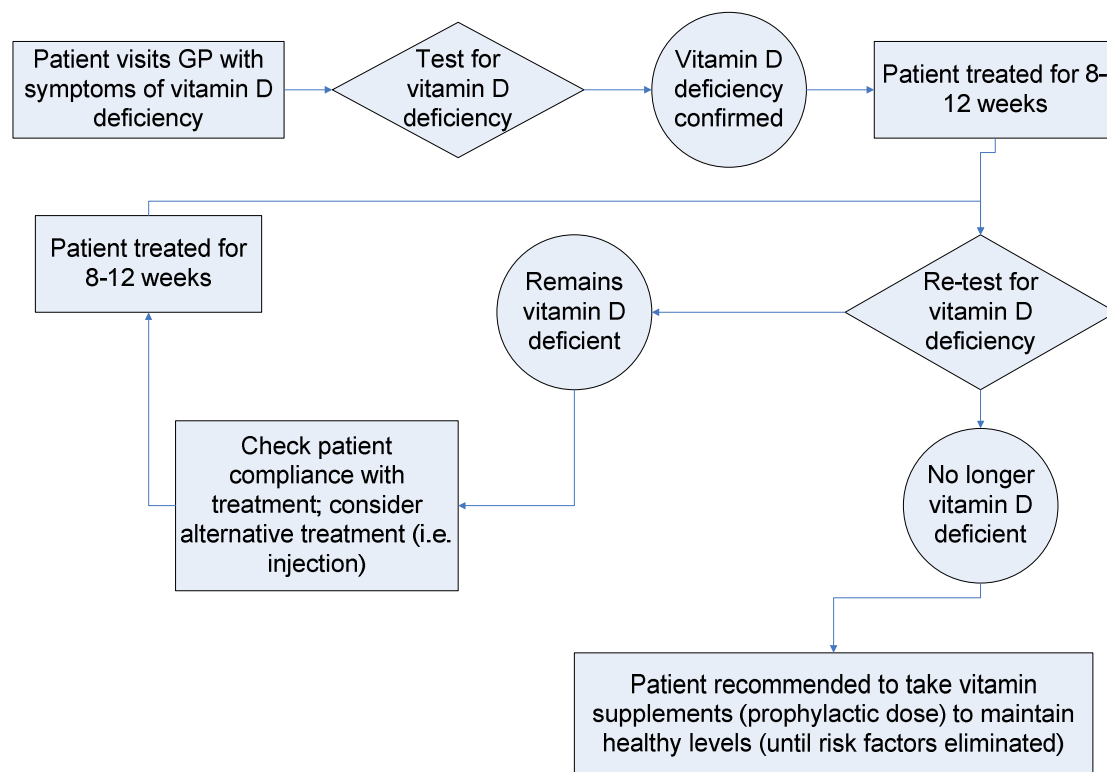 Patient visits GP with
symptoms of vitamin D
deficiency
Test for
vitamin D
deficiency
Vitamin D
deficiency
confirmed
Patient treated for 8-
12 weeks
Patient treated for
8-12 weeks
Remains
vitamin D
deficient
Re-test for
vitamin D
deficiency
Check patient
compliance with
treatment; consider
alternative treatment (i.e.
injection)
No longer
vitamin D
deficient
Patient recommended to take vitamin
supplements (prophylactic dose) to maintain
healthy levels (until risk factors eliminated)